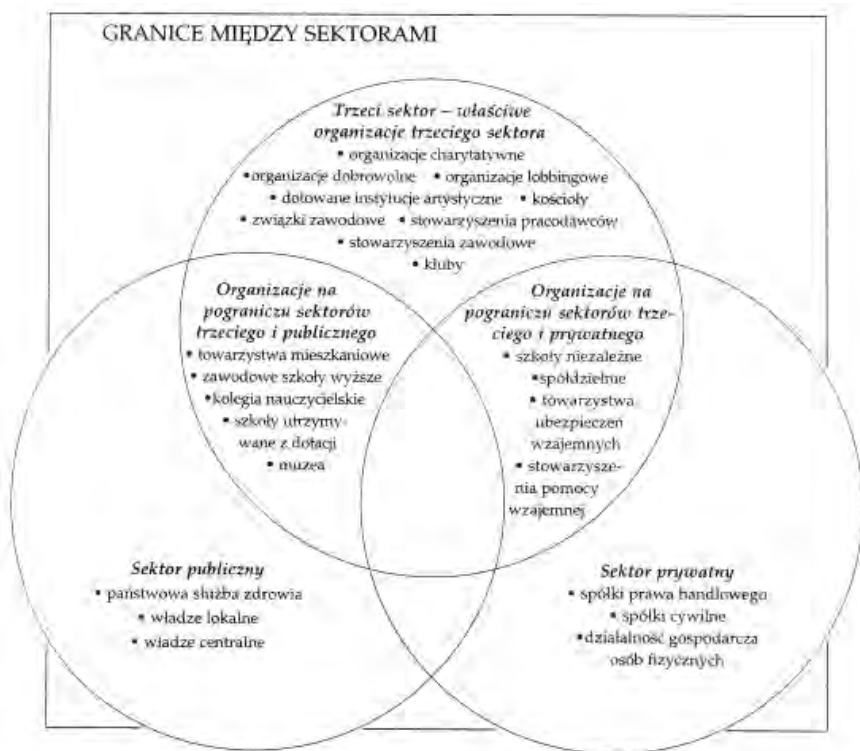 GRANICE MIĘDZY SEKTORAMI
Trzeci sektor – właściwe
organizacje trzeciego sektora
• organizacje charytatywne
• organizacje dobrowolne • organizacje lobbingowe
• dotowane instytucje artystyczne • kościoły
• związki zawodowe • stowarzyszenia pracodawców
• stowarzyszenia zawodowe
• kluby
Organizacje na
pograniczu sektorów
trzeciego i publicznego
• towarzystwa mieszkaniowe
• zawodowe szkoły wyższe
• kolegia nauczycielskie
• szkoły utrzymy-
wane z dotacji
• muzea
Organizacje na
pograniczu sektorów trze-
ciego i prywatnego
• szkoły niezależne
• spółdzielnie
• towarzystwa
ubezpieczeń
wzajemnych
• stowarzysze-
nia pomocy
wzajemnej
Sektor publiczny
• państwowa służba zdrowia
• władze lokalne
• władze centralne
Sektor prywatny
• spółki prawa handlowego
• spółki cywilne
• działalność gospodarcza
osób fizycznych